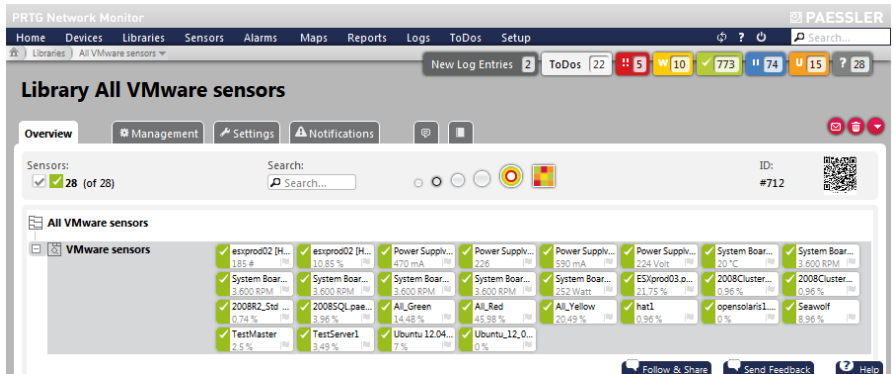 PRTG Network Monitor
PAESSLER
Home Devices Libraries Sensors Alarms Maps Reports Logs ToDos Setup ? Search...
Libraries All VMware sensors
New Log Entries 2 ToDos 22 !! 5 W 10 773 II 74 U 15 ? 28
Library All VMware sensors
Overview Management Settings Notifications
Sensors: Search: ID:
28 (of 28) Search... #712
All VMware sensors
VMware sensors
esxprod02 [H... esxprod02 [H... Power Supply... Power Supply... Power Supply... Power Supply... System Boar... System Boar...
185 # 10,85 % 470 mA 226 590 mA 224 Volt 20 °C 3.600 RPM
System Boar... System Boar... System Boar... System Boar... System Boar... ESXprod03.p... 2008Cluster... 2008Cluster...
3.600 RPM 3.600 RPM 3.600 RPM 3.600 RPM 252 Watt 21,75 % 0,96 % 0,96 %
2008R2_Std ... 2008SQL.pae... All_Green All_Red All_Yellow hat1 opensolaris1.... Seawolf
0,74 % 3,96 % 14,48 % 45,98 % 20,49 % 0,96 % 0 % 8,96 %
TestMaster TestServer1 Ubuntu 12.04... Ubuntu_12_0...
2,5 % 3,49 % 7 % 0 %
Follow & Share Send Feedback ? Help